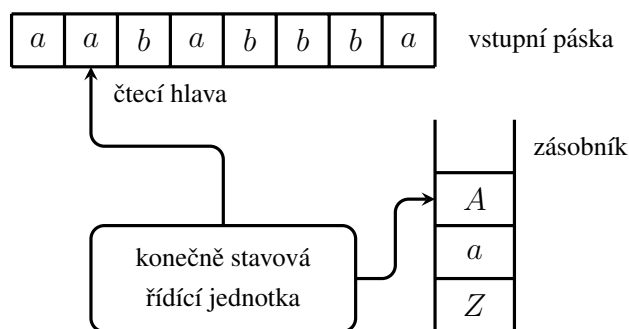 a a b a b b b a vstupní páska
čtecí hlava
zásobník
A
konečně stavová
řídící jednotka
a
Z